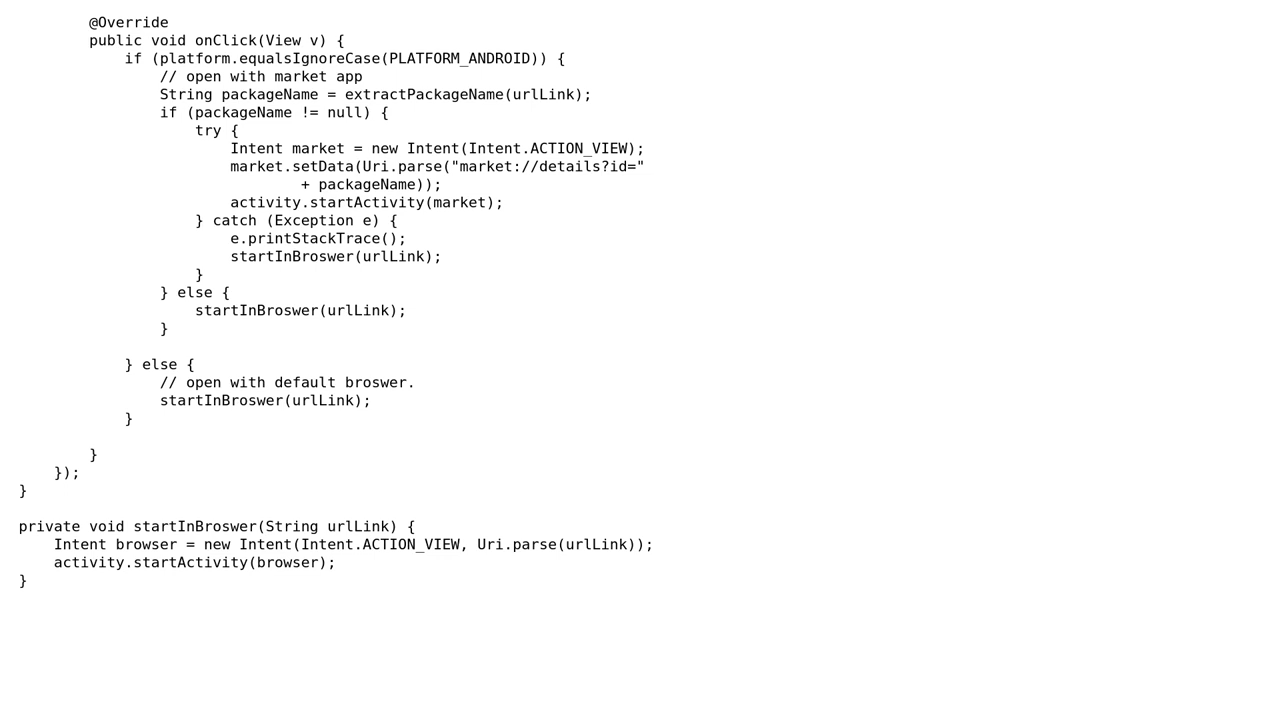 @Override
        public void onClick(View v) {
            if (platform.equalsIgnoreCase(PLATFORM_ANDROID)) {
                // open with market app
                String packageName = extractPackageName(urlLink);
                if (packageName != null) {
                    try {
                        Intent market = new Intent(Intent.ACTION_VIEW);
                        market.setData(Uri.parse("market://details?id="
                                + packageName));
                        activity.startActivity(market);
                    } catch (Exception e) {
                        e.printStackTrace();
                        startInBroswer(urlLink);
                    }
                } else {
                    startInBroswer(urlLink);
                }

            } else {
                // open with default broswer.
                startInBroswer(urlLink);
            }

        }
    });
}

private void startInBroswer(String urlLink) {
    Intent browser = new Intent(Intent.ACTION_VIEW, Uri.parse(urlLink));
    activity.startActivity(browser);
}